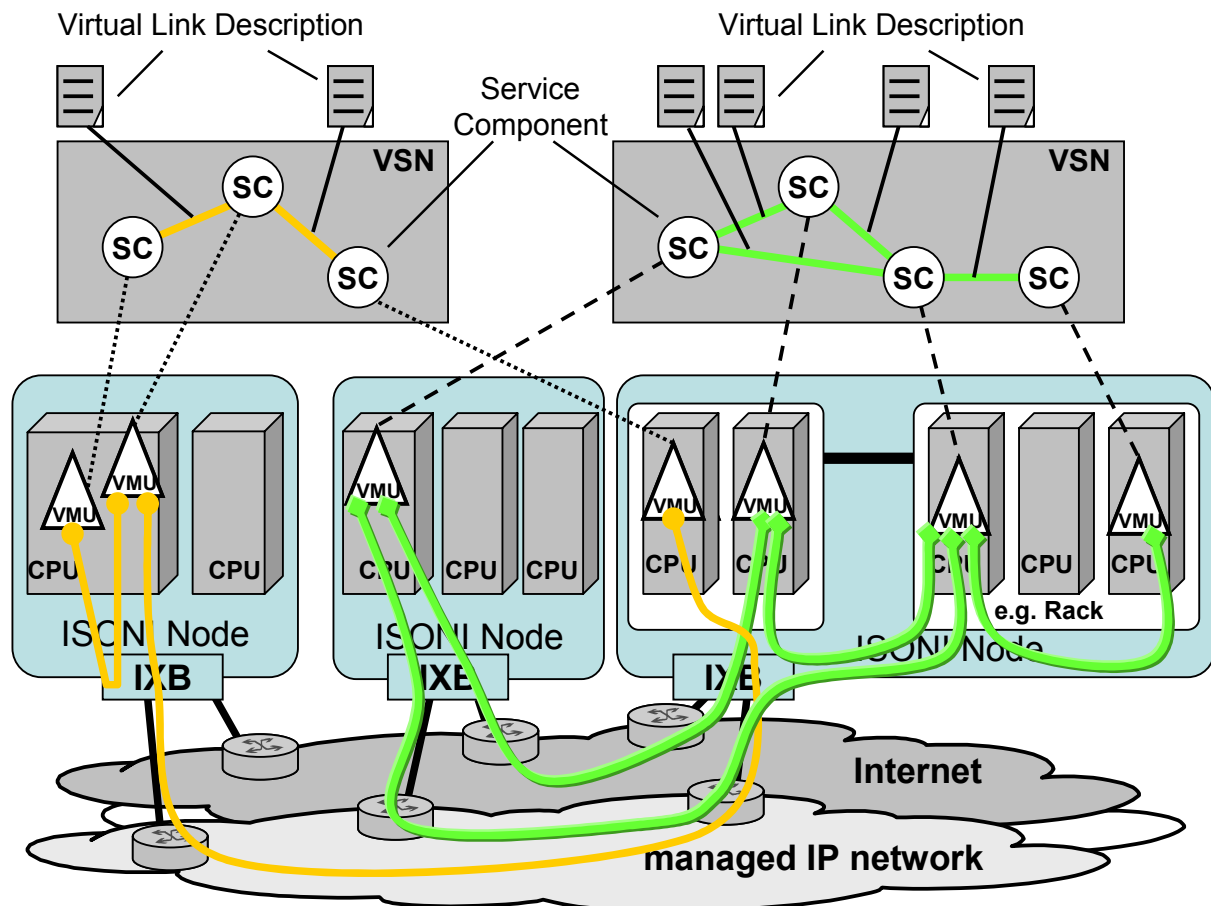 Virtual Link Description
Virtual Link Description
Service
Component
VSN
VSN
SC
SC
SC
SC
SC
SC
SC
VMU
VMU
VMU
VMU
VMU
VMU
VMU
CPU
CPU
CPU
CPU
CPU
CPU
CPU
CPU
CPU
CPU
e.g. Rack
ISONI Node
ISONI Node
ISONI Node
IXB
IXB
IXB
Internet
managed IP network